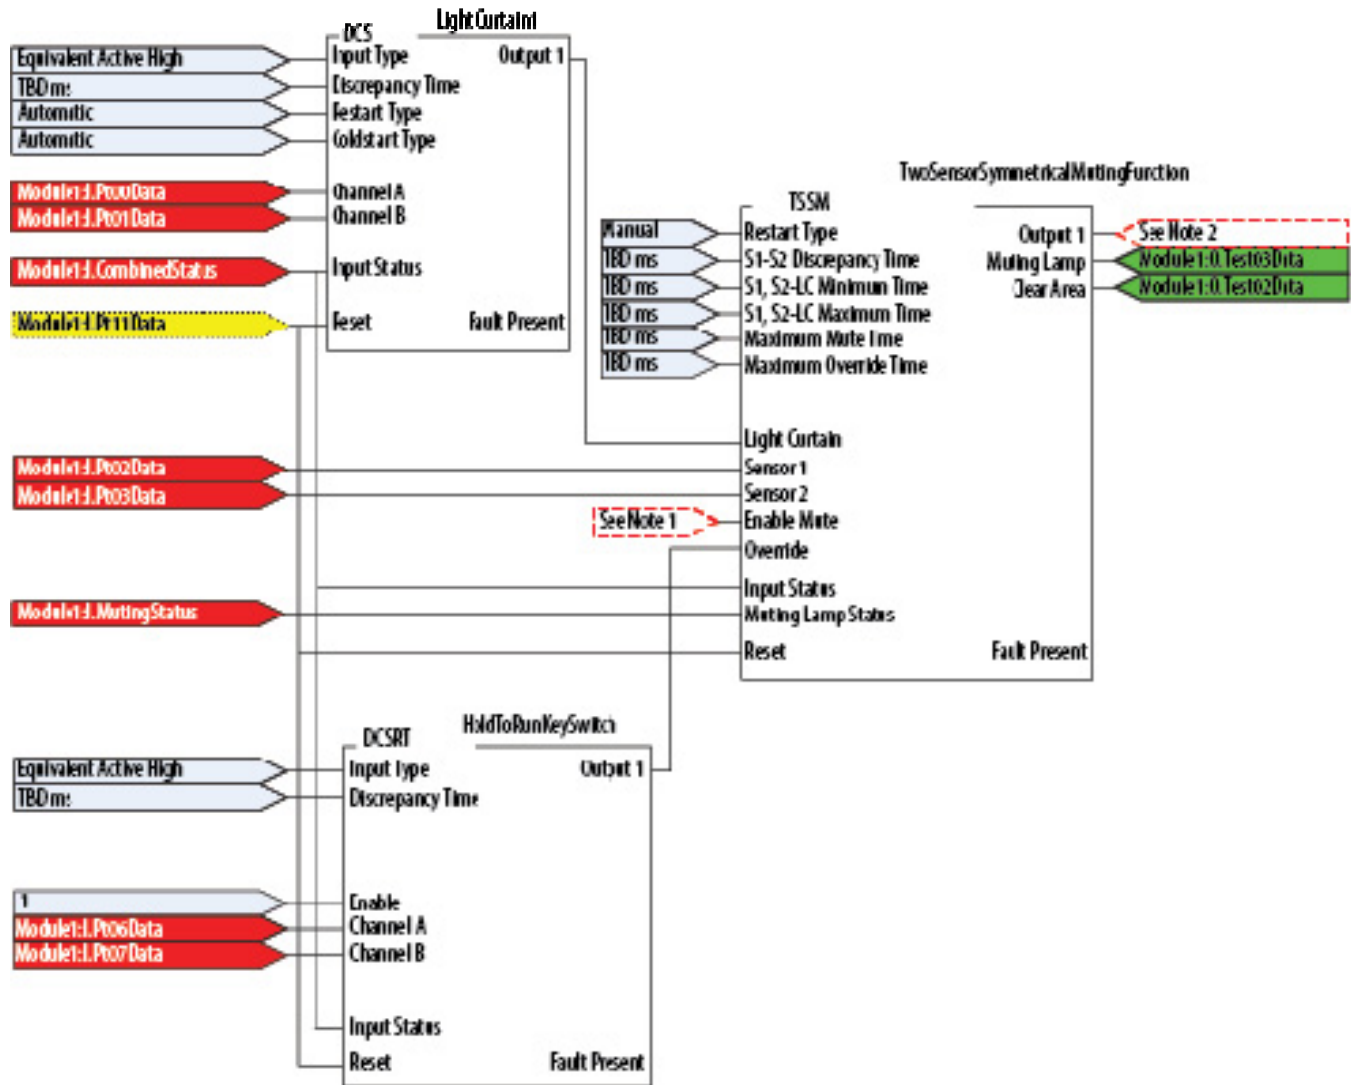 LightCurtain1
DCS
Equivalent Active High
Input Type
Output 1
TBD ms
Discrepancy Time
Automatic
Restart Type
Automatic
Coldstart Type
Module1:I.Pt00Data
Channel A
Module1:I.Pt01Data
Channel B
Module1:I.CombinedStatus
Input Status
Module1:I.Pt11Data
Reset
Fault Present
TwoSensorSymmetricalMutingFunction
TSSM
Manual
Restart Type
Output 1
See Note 2
TBD ms
S1-S2 Discrepancy Time
Muting Lamp
Module1:O.Test03Data
TBD ms
S1, S2-LC Minimum Time
Clear Area
Module1:O.Test02Data
TBD ms
S1, S2-LC Maximum Time
TBD ms
Maximum Mute Time
TBD ms
Maximum Override Time
Light Curtain
Module1:I.Pt02Data
Sensor 1
Module1:I.Pt03Data
Sensor 2
See Note 1
Enable Mute
Override
Input Status
Module1:I.MutingStatus
Muting Lamp Status
Reset
Fault Present
HoldToRunKeySwitch
DCSRT
Equivalent Active High
Input Type
Output 1
TBD ms
Discrepancy Time
1
Enable
Module1:I.Pt06Data
Channel A
Module1:I.Pt07Data
Channel B
Input Status
Reset
Fault Present